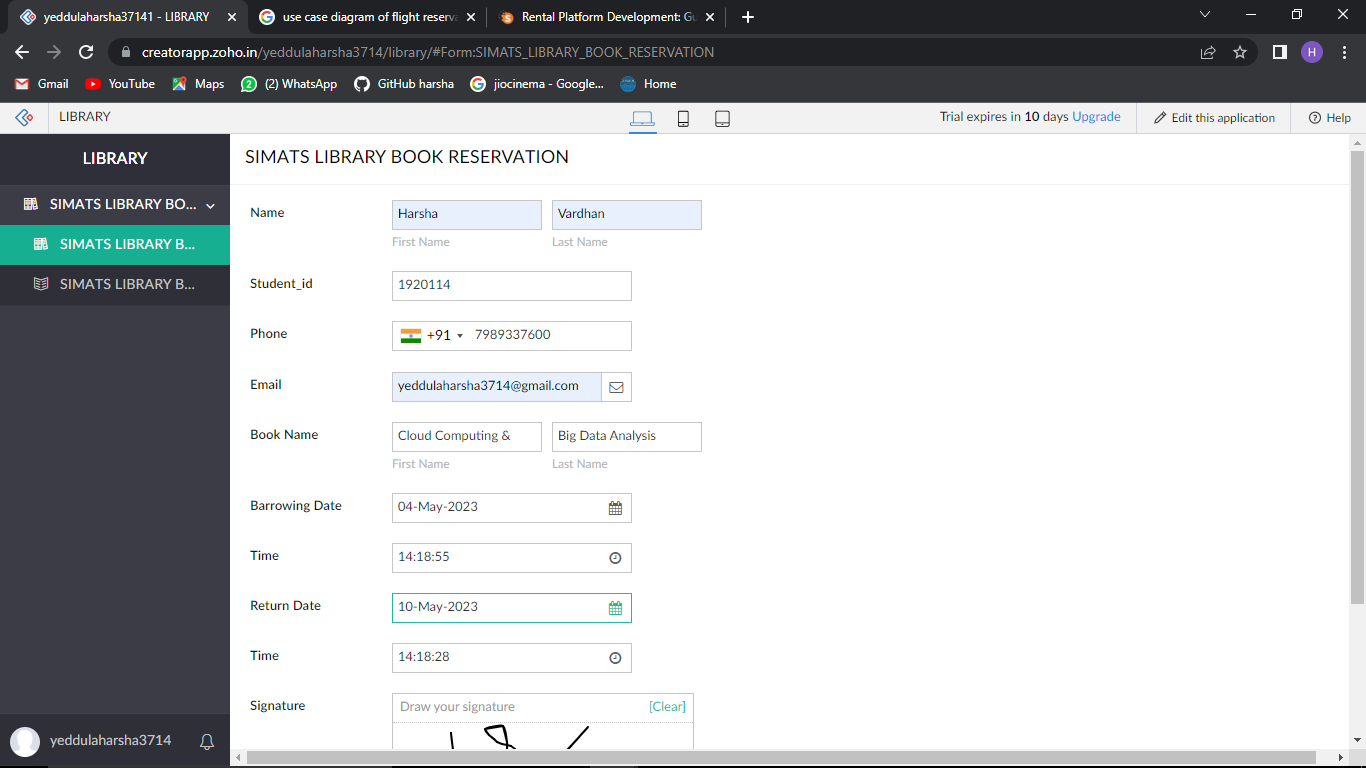 yeddulaharsha37141 - LIBRARY
use case diagram of flight reserva
Rental Platform Development: Gu
creatorapp.zoho.in/yeddulaharsha3714/library/#Form:SIMATS_LIBRARY_BOOK_RESERVATION
H
Gmail YouTube Maps (2) WhatsApp GitHub harsha jiocinema - Google... Home
LIBRARY
Trial expires in 10 days Upgrade
Edit this application
Help
LIBRARY
SIMATS LIBRARY BO...
SIMATS LIBRARY B...
SIMATS LIBRARY B...
yeddulaharsha3714
SIMATS LIBRARY BOOK RESERVATION
Name Harsha Vardhan
First Name Last Name
Student_id 1920114
Phone +91 7989337600
Email yeddulaharsha3714@gmail.com
Book Name Cloud Computing & Big Data Analysis
First Name Last Name
Barrowing Date 04-May-2023
Time 14:18:55
Return Date 10-May-2023
Time 14:18:28
Signature Draw your signature [Clear]